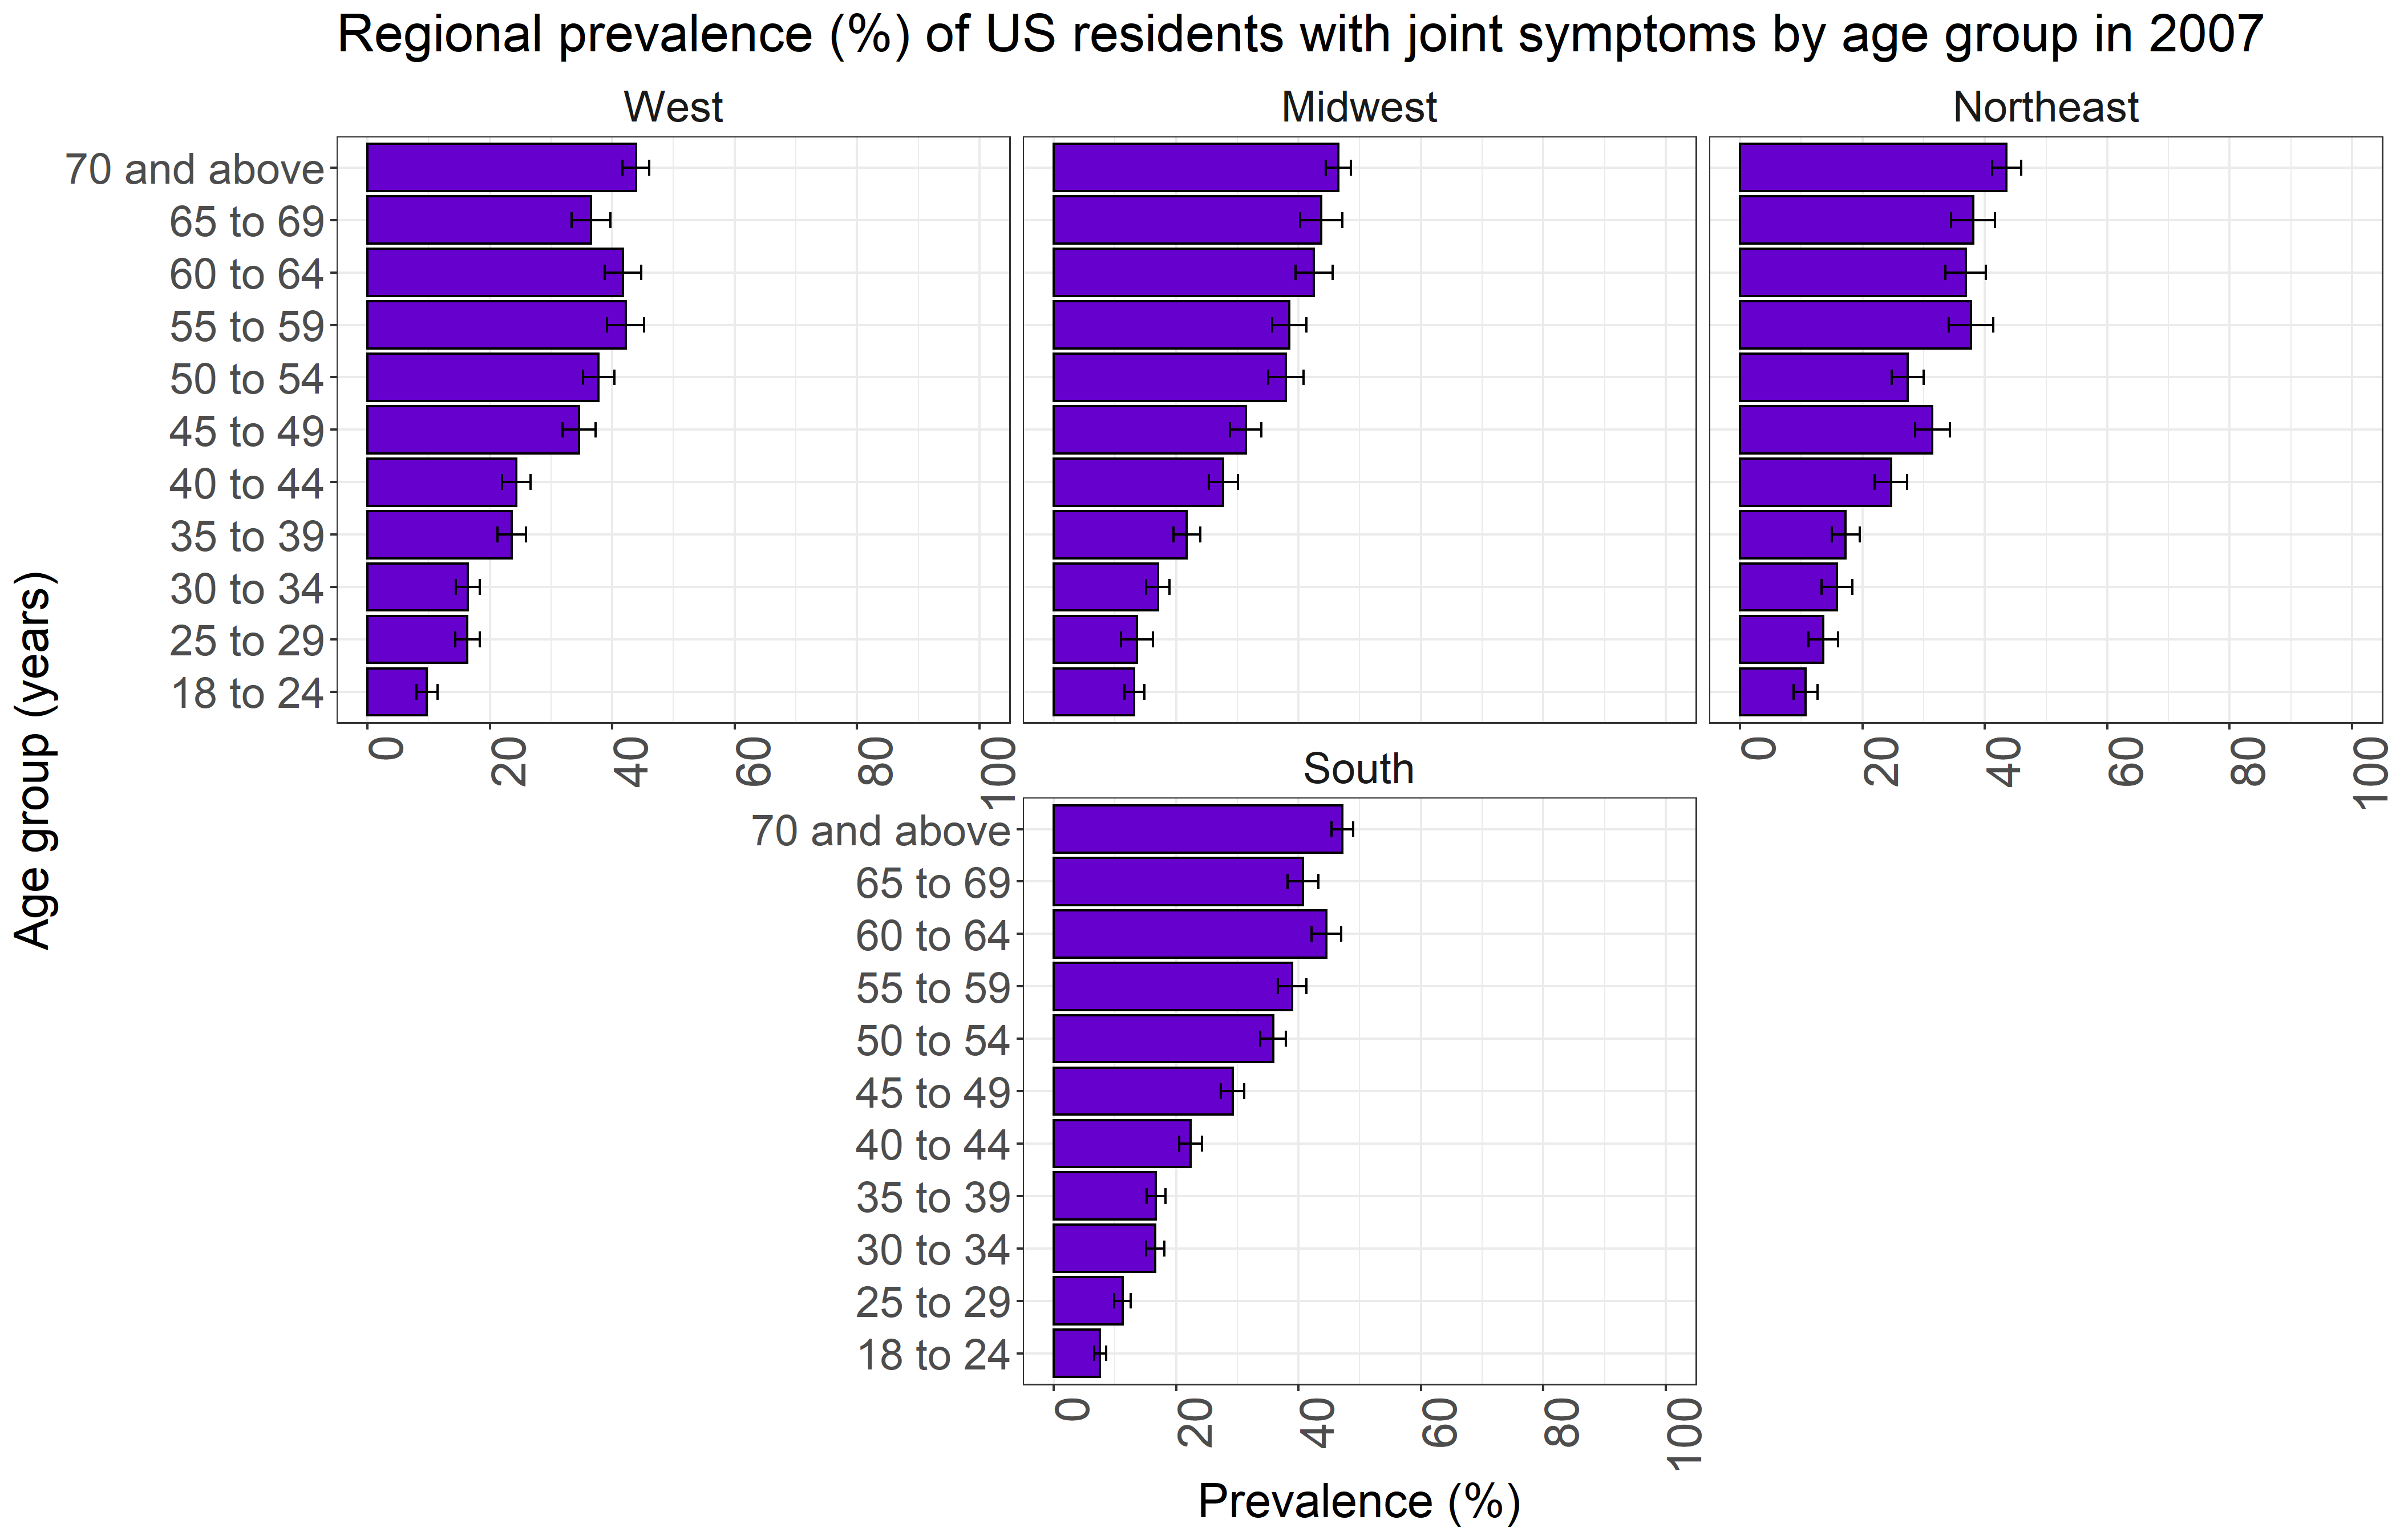 Regional prevalence (%) of US residents with joint symptoms by age group in 2007
West
Midwest
Northeast
70 and above
65 to 69
60 to 64
55 to 59
50 to 54
45 to 49
40 to 44
35 to 39
30 to 34
25 to 29
18 to 24
0 20 40 60 80 100
0 20 40 60 80 100
South
70 and above
65 to 69
60 to 64
55 to 59
50 to 54
45 to 49
40 to 44
35 to 39
30 to 34
25 to 29
18 to 24
0 20 40 60 80 100
Age group (years)
Prevalence (%)